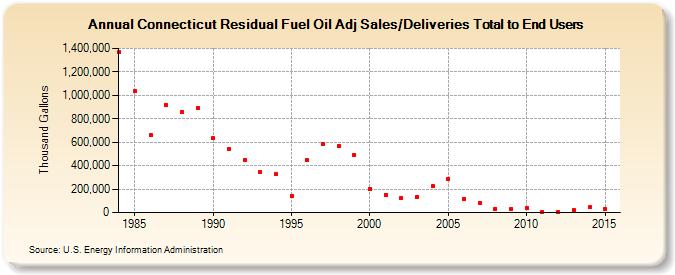 Annual Connecticut Residual Fuel Oil Adj Sales/Deliveries Total to End Users
Thousand Gallons
1,400,000
1,200,000
1,000,000
800,000
600,000
400,000
200,000
0
1985 1990 1995 2000 2005 2010 2015
Source: U.S. Energy Information Administration